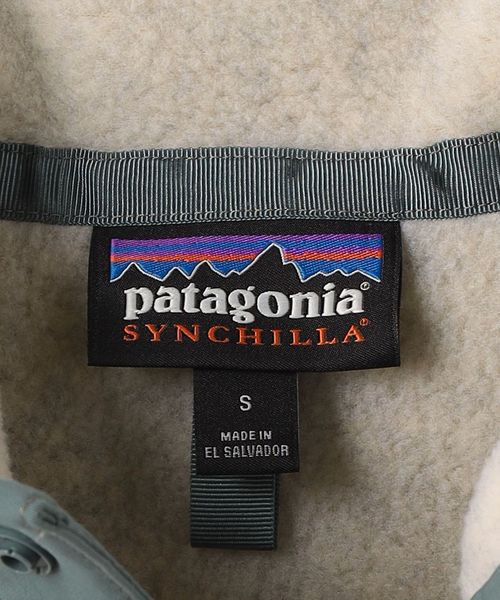 patagonia®
SYNCHILLA®
S
MADE IN
EL SALVADOR